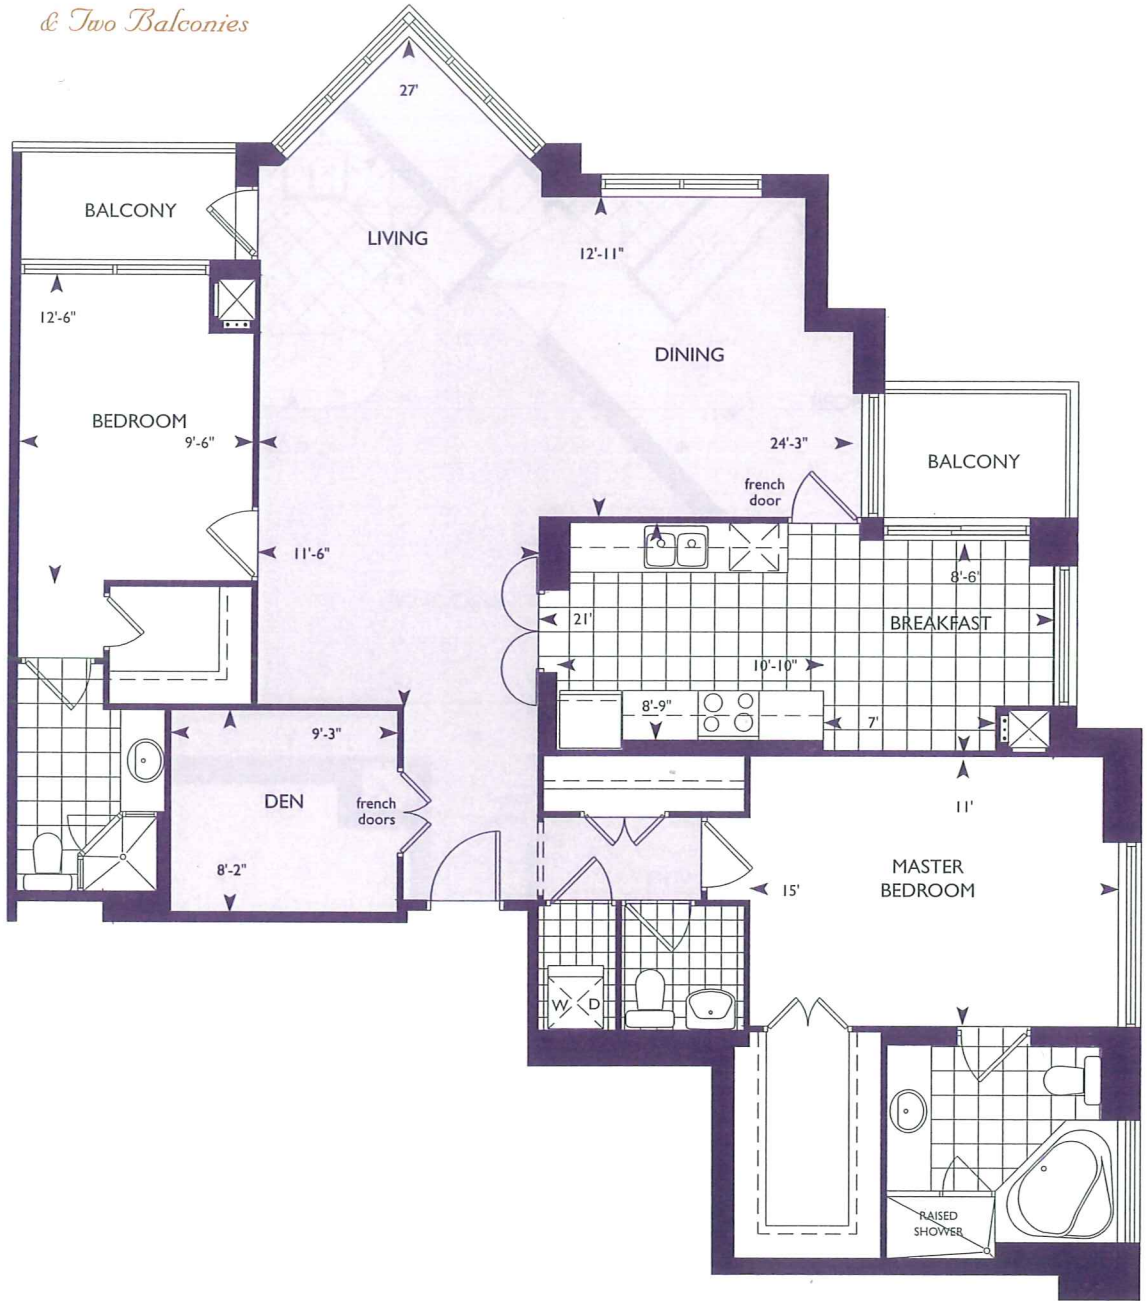 & Two Balconies
27'
BALCONY
LIVING
12'-11"
12'-6"
DINING
BEDROOM
9'-6"
24'-3"
BALCONY
french
door
11'-6"
8'-6"
21'
BREAKFAST
10'-10"
8'-9"
7'
9'-3"
DEN
french
doors
11'
8'-2"
MASTER
BEDROOM
15'
W D
RAISED
SHOWER